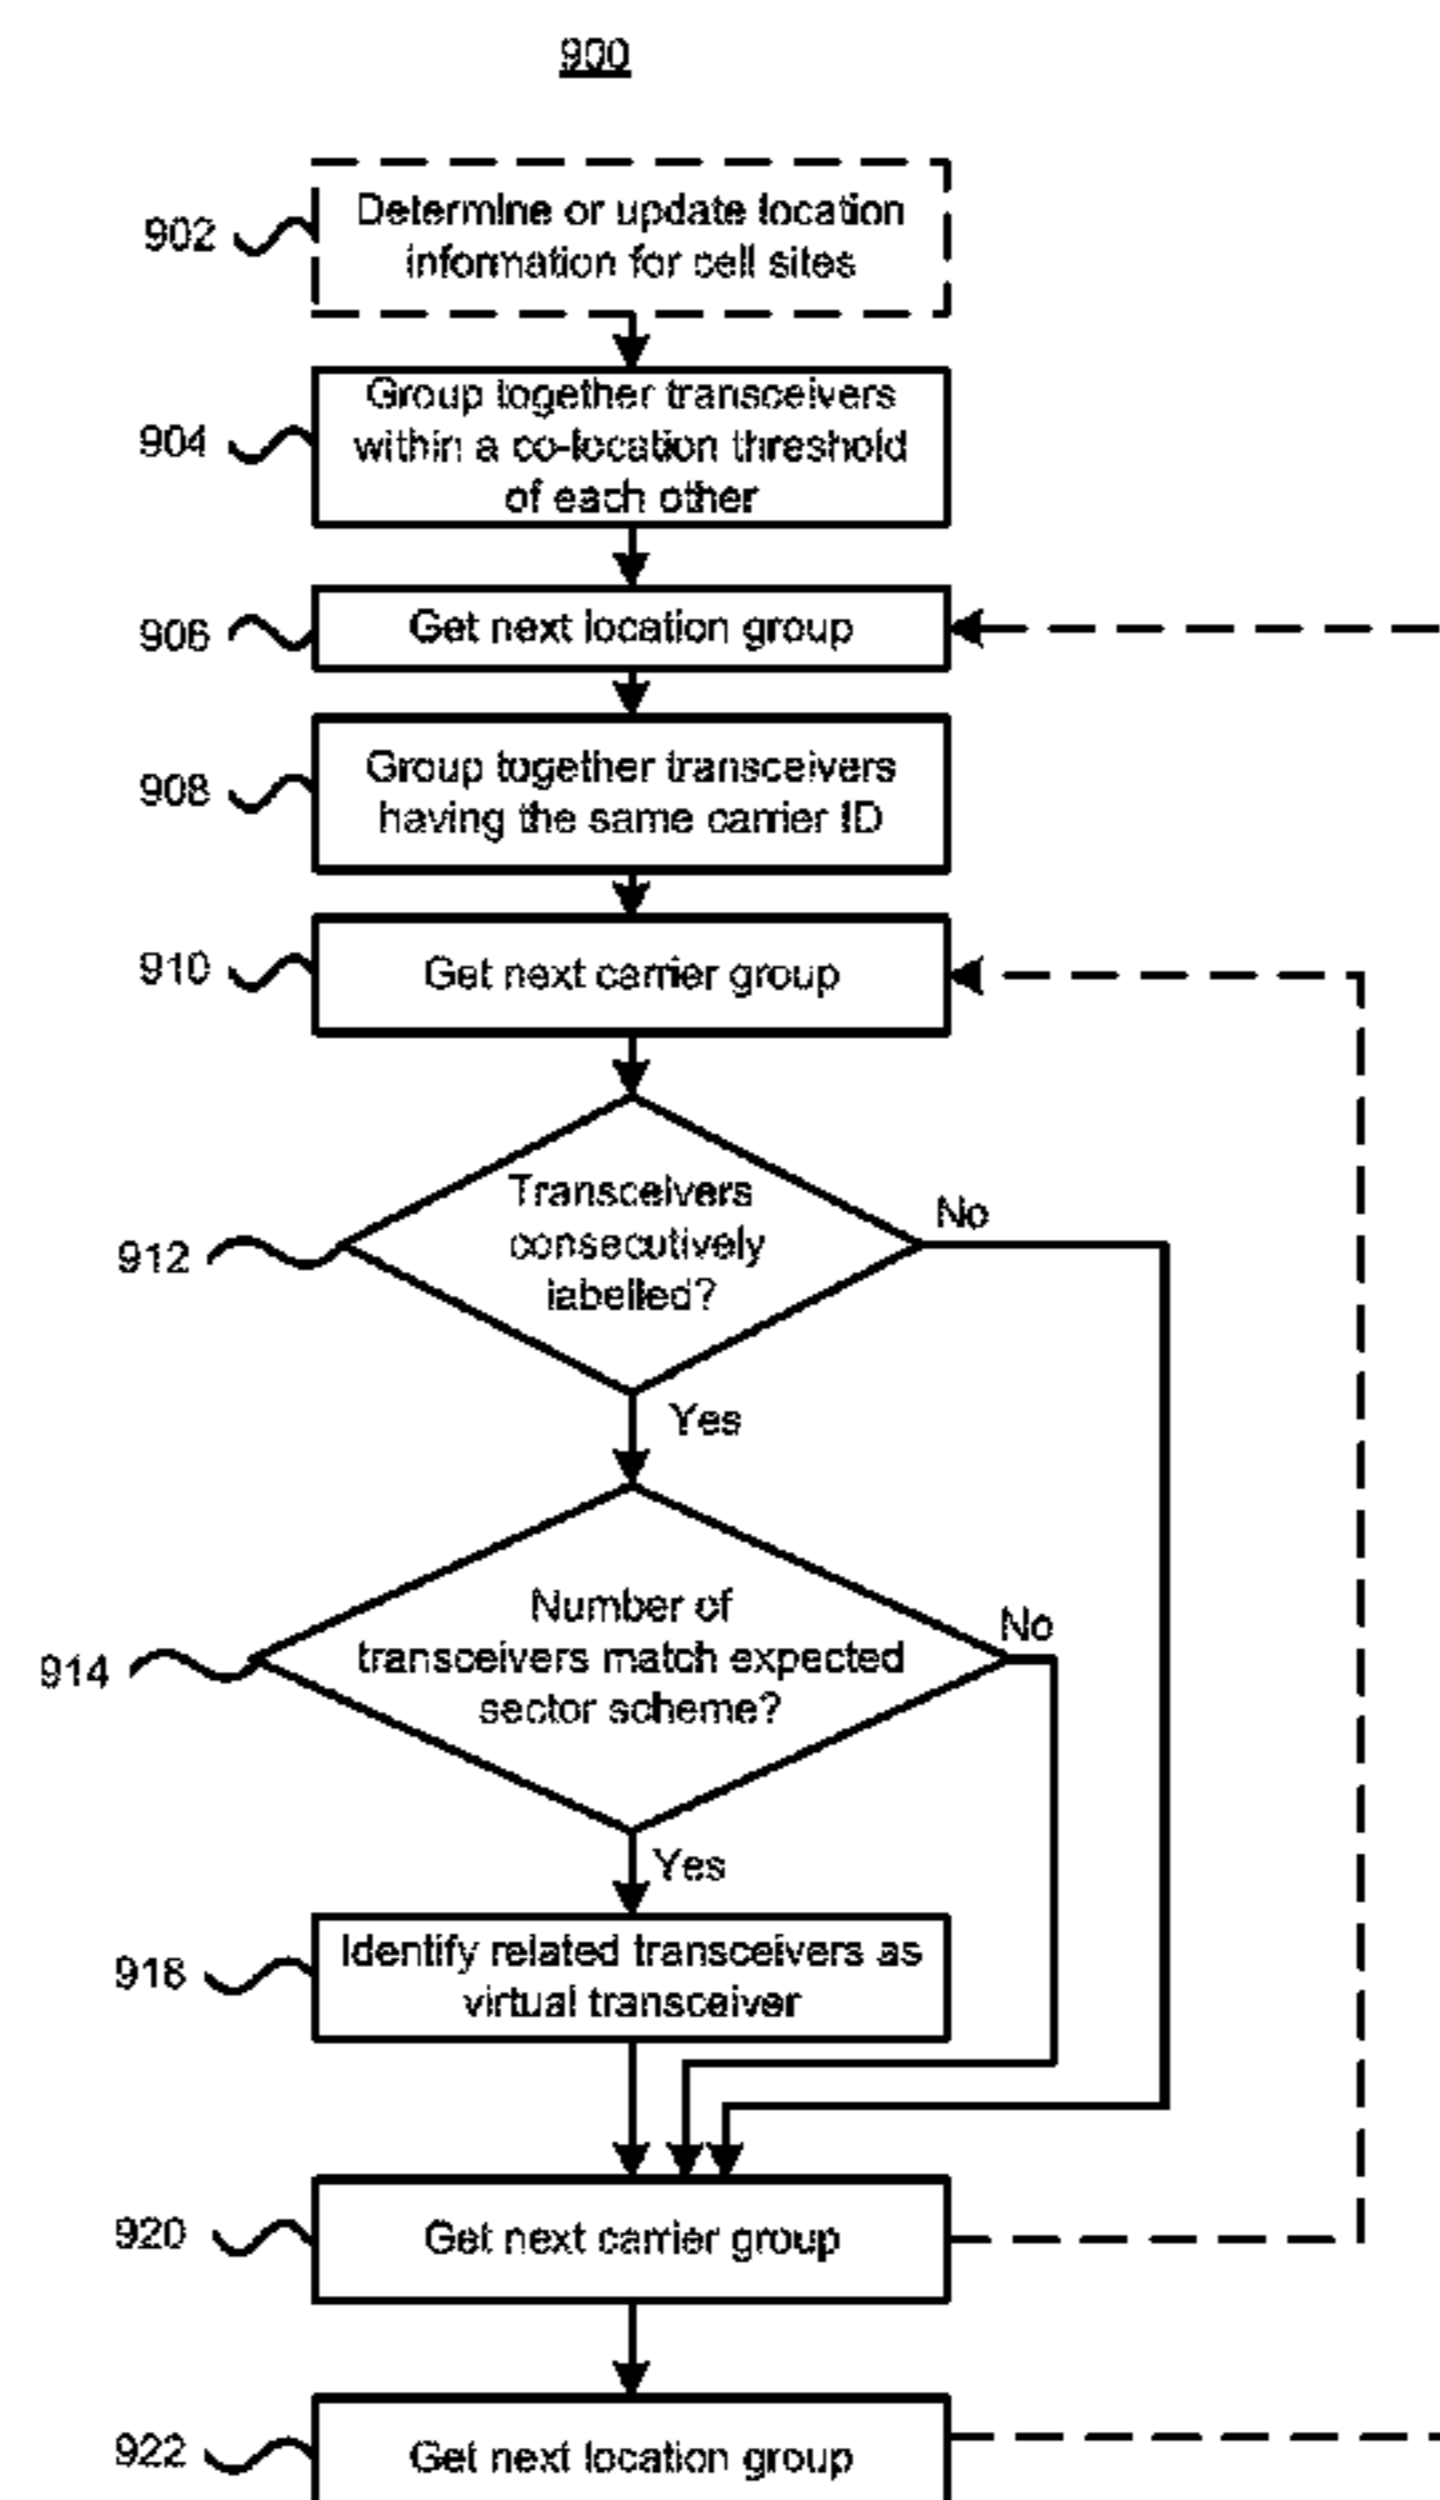 900
902
Determine or update location
information for cell sites
904
Group together transceivers
within a co-location threshold
of each other
906
Get next location group
908
Group together transceivers
having the same carrier ID
910
Get next carrier group
912
Transceivers
consecutively
labelled?
No
Yes
914
Number of
transceivers match expected
sector scheme?
No
Yes
918
Identify related transceivers as
virtual transceiver
920
Get next carrier group
922
Get next location group